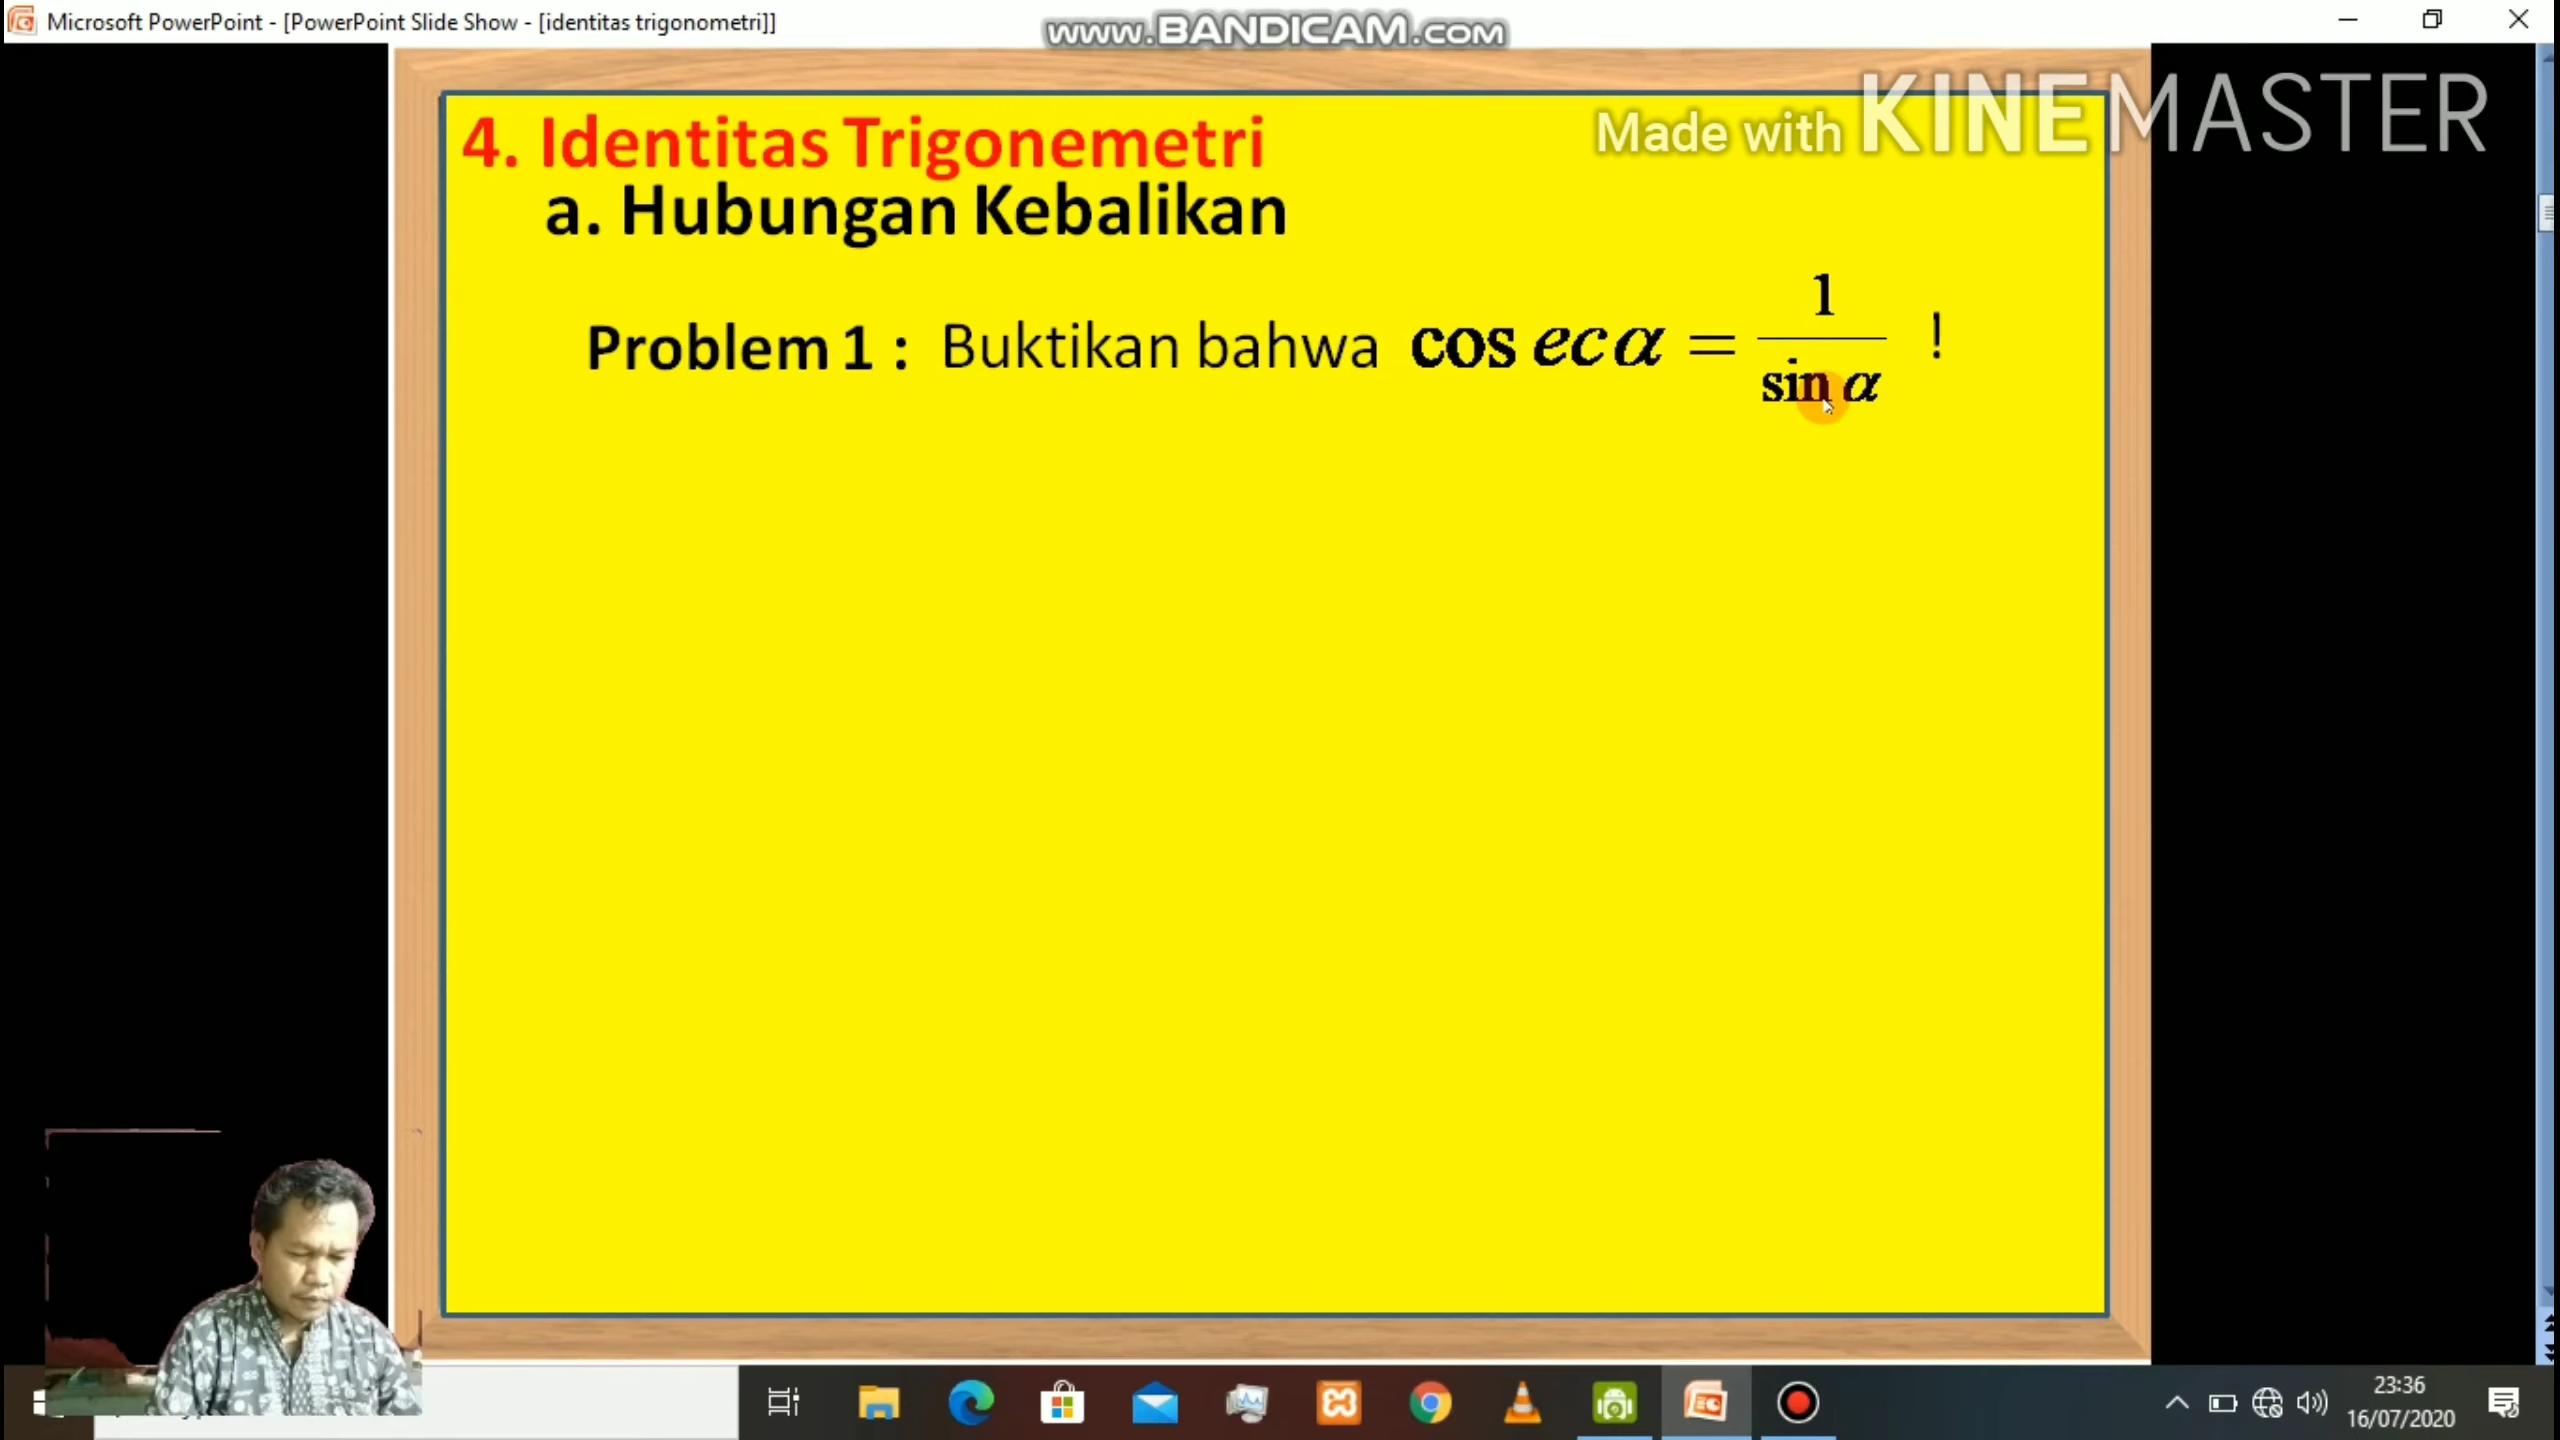 Microsoft PowerPoint - [PowerPoint Slide Show - [identitas trigonometri]]
www.BANDICAM.com
Made with KINEMASTER
4. Identitas Trigonemetri
a. Hubungan Kebalikan
Problem 1 : Buktikan bahwa cos ec α = 1 / sin α !
23:36
16/07/2020